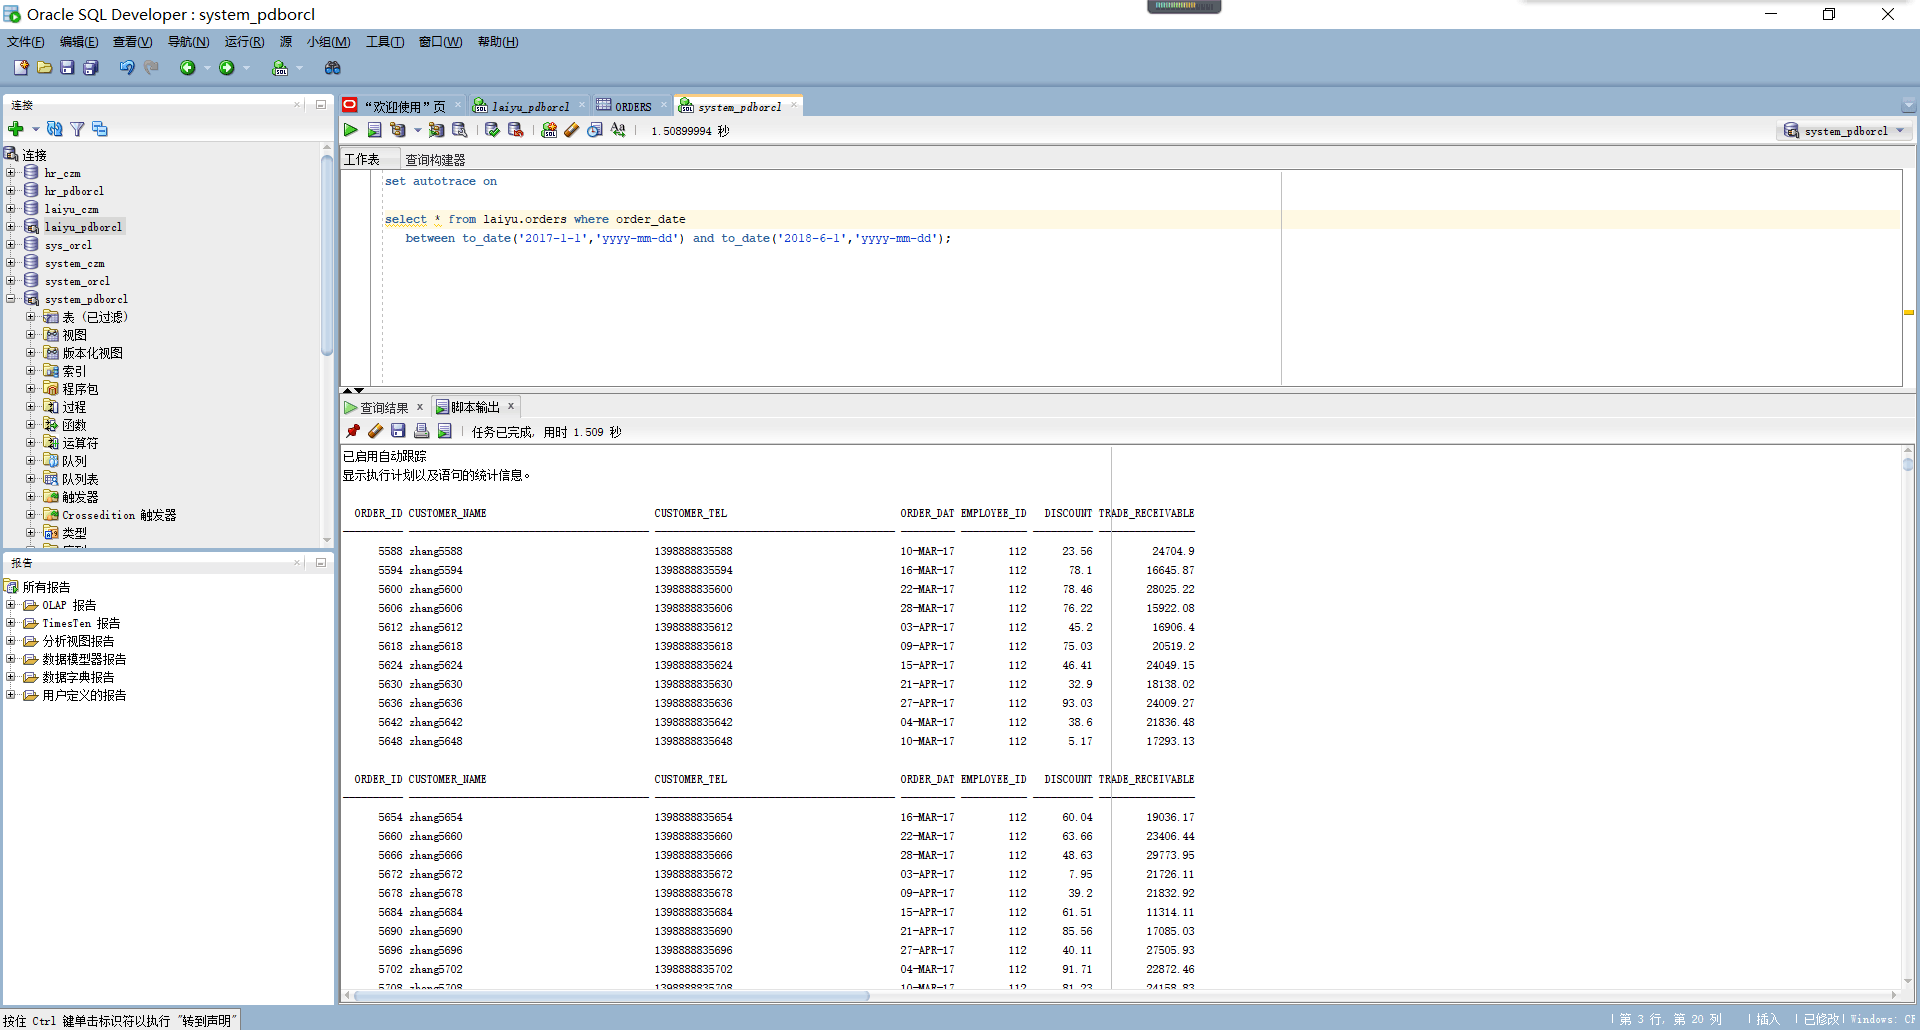 Oracle SQL Developer : system_pdborcl
文件(F) 编辑(E) 查看(V) 导航(N) 运行(R) 源 小组(M) 工具(T) 窗口(W) 帮助(H)
连接
连接
hr_czm
hr_pdborcl
laiyu_czm
laiyu_pdborcl
sys_orcl
system_czm
system_orcl
system_pdborcl
表 (已过滤)
视图
版本化视图
索引
程序包
过程
函数
运算符
队列
队列表
触发器
Crossedition 触发器
类型
报告
所有报告
OLAP 报告
TimesTen 报告
分析视图报告
数据模型器报告
数据字典报告
用户定义的报告
“欢迎使用”页 laiyu_pdborcl ORDERS system_pdborcl
1.50899994 秒
system_pdborcl
工作表 查询构建器
set autotrace on
select * from laiyu.orders where order_date
between to_date('2017-1-1','yyyy-mm-dd') and to_date('2018-6-1','yyyy-mm-dd');
查询结果 x 脚本输出 x
任务已完成, 用时 1.509 秒
已启用自动跟踪
显示执行计划以及语句的统计信息。
ORDER_ID CUSTOMER_NAME CUSTOMER_TEL ORDER_DAT EMPLOYEE_ID DISCOUNT TRADE_RECEIVABLE
5588 zhang5588 1398888835588 10-MAR-17 112 23.56 24704.9
5594 zhang5594 1398888835594 16-MAR-17 112 78.1 16645.87
5600 zhang5600 1398888835600 22-MAR-17 112 78.46 28025.22
5606 zhang5606 1398888835606 28-MAR-17 112 76.22 15922.08
5612 zhang5612 1398888835612 03-APR-17 112 45.2 16906.4
5618 zhang5618 1398888835618 09-APR-17 112 75.03 20519.2
5624 zhang5624 1398888835624 15-APR-17 112 46.41 24049.15
5630 zhang5630 1398888835630 21-APR-17 112 32.9 18138.02
5636 zhang5636 1398888835636 27-APR-17 112 93.03 24009.27
5642 zhang5642 1398888835642 04-MAR-17 112 38.6 21836.48
5648 zhang5648 1398888835648 10-MAR-17 112 5.17 17293.13
ORDER_ID CUSTOMER_NAME CUSTOMER_TEL ORDER_DAT EMPLOYEE_ID DISCOUNT TRADE_RECEIVABLE
5654 zhang5654 1398888835654 16-MAR-17 112 60.04 19036.17
5660 zhang5660 1398888835660 22-MAR-17 112 63.66 23406.44
5666 zhang5666 1398888835666 28-MAR-17 112 48.63 29773.95
5672 zhang5672 1398888835672 03-APR-17 112 7.95 21726.11
5678 zhang5678 1398888835678 09-APR-17 112 39.2 21832.92
5684 zhang5684 1398888835684 15-APR-17 112 61.51 11314.11
5690 zhang5690 1398888835690 21-APR-17 112 85.56 17085.03
5696 zhang5696 1398888835696 27-APR-17 112 40.11 27505.93
5702 zhang5702 1398888835702 04-MAR-17 112 91.71 22872.46
5708 zhang5708 1398888835708 10-MAR-17 112 81.23 24158.83
按住 Ctrl 键单击标识符以执行 "转到声明"
第 3 行, 第 20 列 插入 已修改 Windows: CF